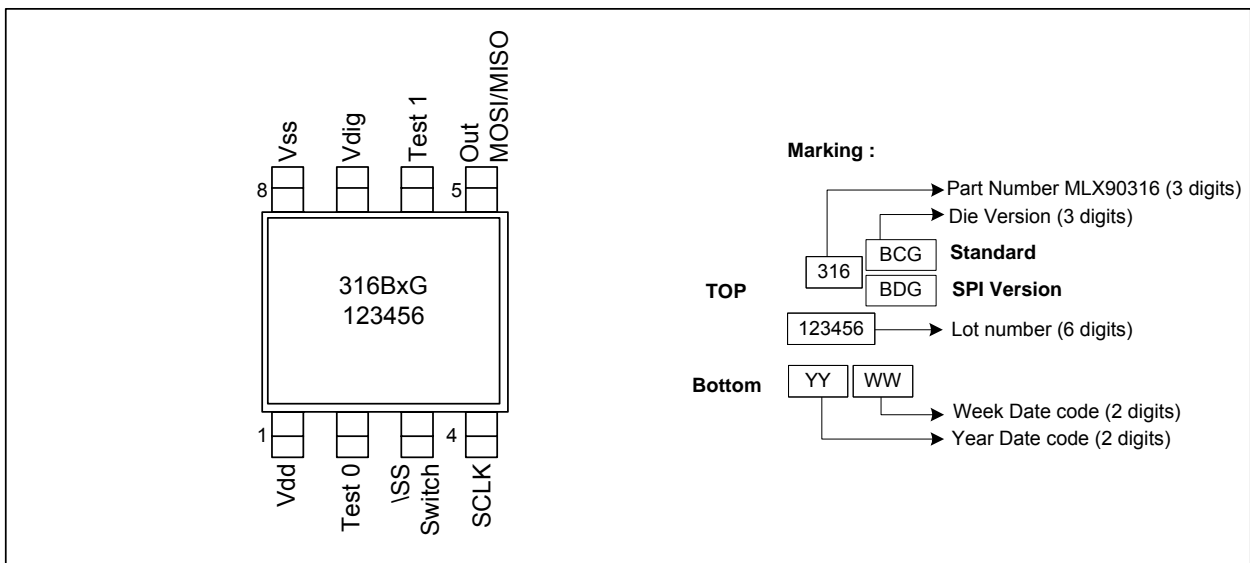 Vss
Vdig
Test 1
Out
MOSI/MISO
8
5
316BxG
123456
1
4
Vdd
Test 0
\SS
Switch
SCLK
Marking :
Part Number MLX90316 (3 digits)
Die Version (3 digits)
TOP
316
BCG
Standard
BDG
SPI Version
123456
Lot number (6 digits)
Bottom
YY
WW
Week Date code (2 digits)
Year Date code (2 digits)